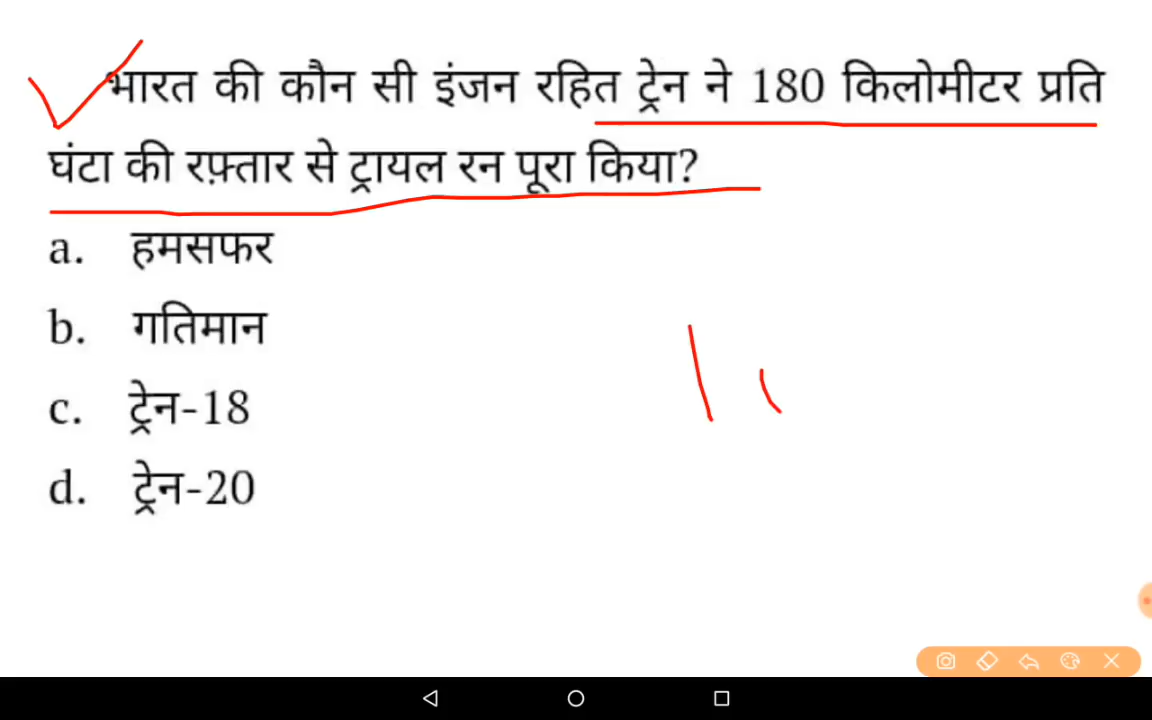 भारत की कौन सी इंजन रहित ट्रेन ने 180 किलोमीटर प्रति
घंटा की रफ़्तार से ट्रायल रन पूरा किया?
a. हमसफर
b. गतिमान
c. ट्रेन-18
d. ट्रेन-20